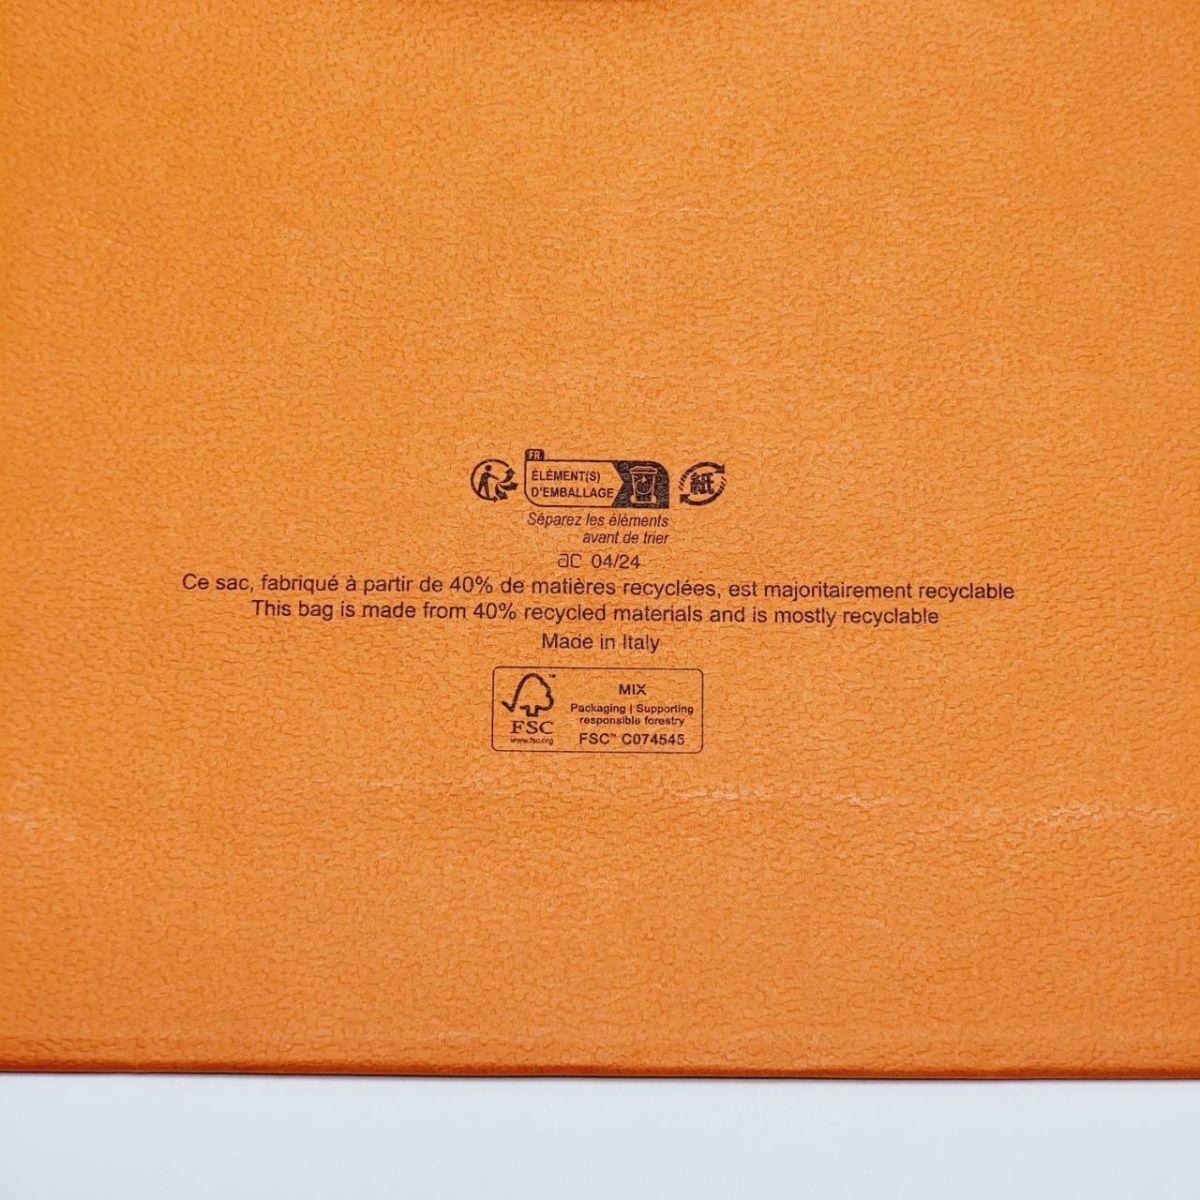 FR
ÉLÉMENT(S)
D'EMBALLAGE
紙
Séparez les éléments
avant de trier
ac 04/24
Ce sac, fabriqué à partir de 40% de matières recyclées, est majoritairement recyclable
This bag is made from 40% recycled materials and is mostly recyclable
Made in Italy
FSC
www.fsc.org
MIX
Packaging | Supporting
responsible forestry
FSC™ C074545